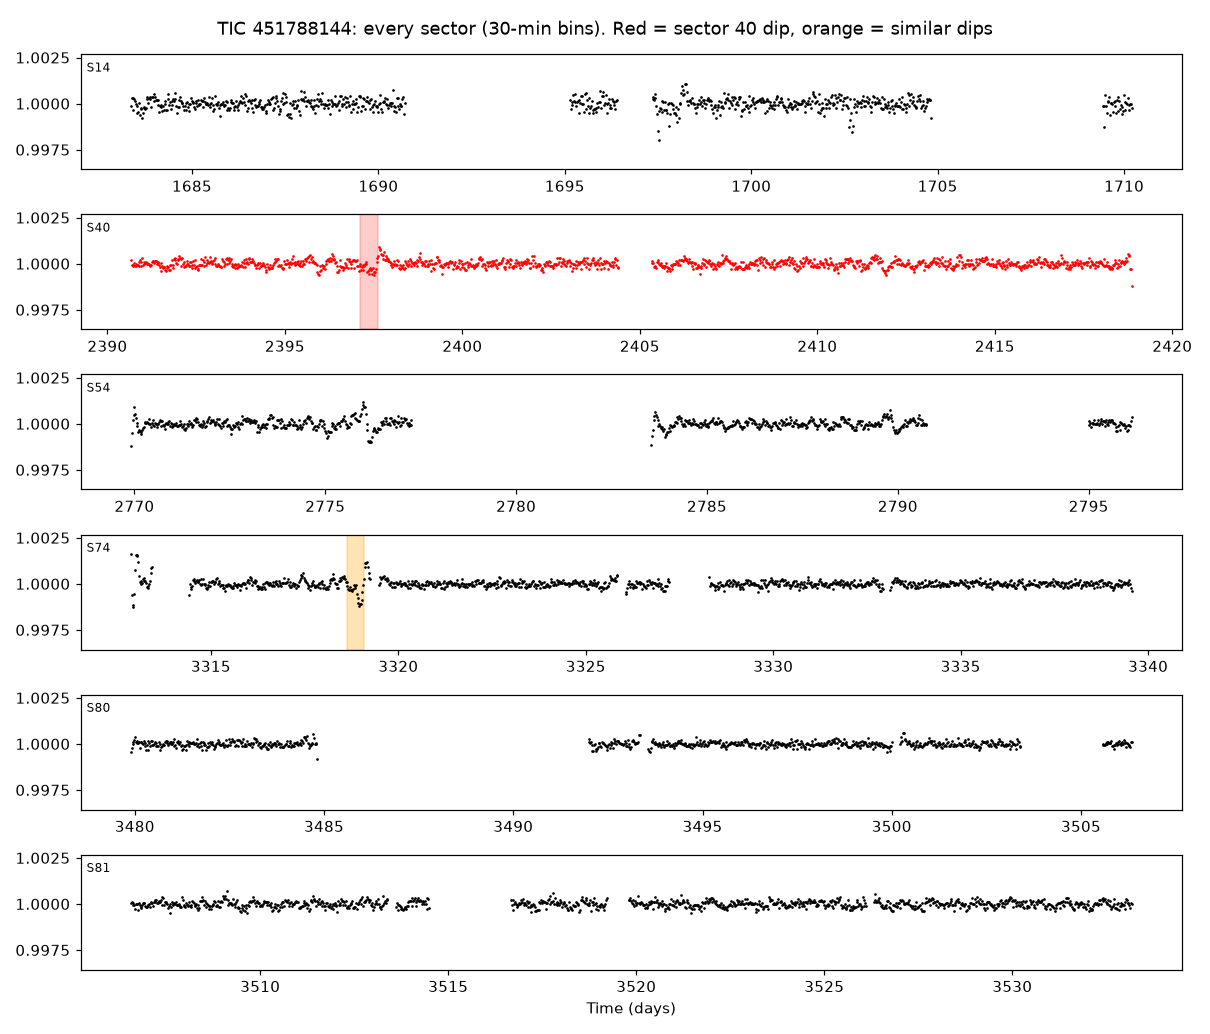 TIC 451788144: every sector (30-min bins). Red = sector 40 dip, orange = similar dips
S14
1.0025
1.0000
0.9975
1685 1690 1695 1700 1705 1710
S40
1.0025
1.0000
0.9975
2390 2395 2400 2405 2410 2415 2420
S54
1.0025
1.0000
0.9975
2770 2775 2780 2785 2790 2795
S74
1.0025
1.0000
0.9975
3315 3320 3325 3330 3335 3340
S80
1.0025
1.0000
0.9975
3480 3485 3490 3495 3500 3505
S81
1.0025
1.0000
0.9975
3510 3515 3520 3525 3530
Time (days)